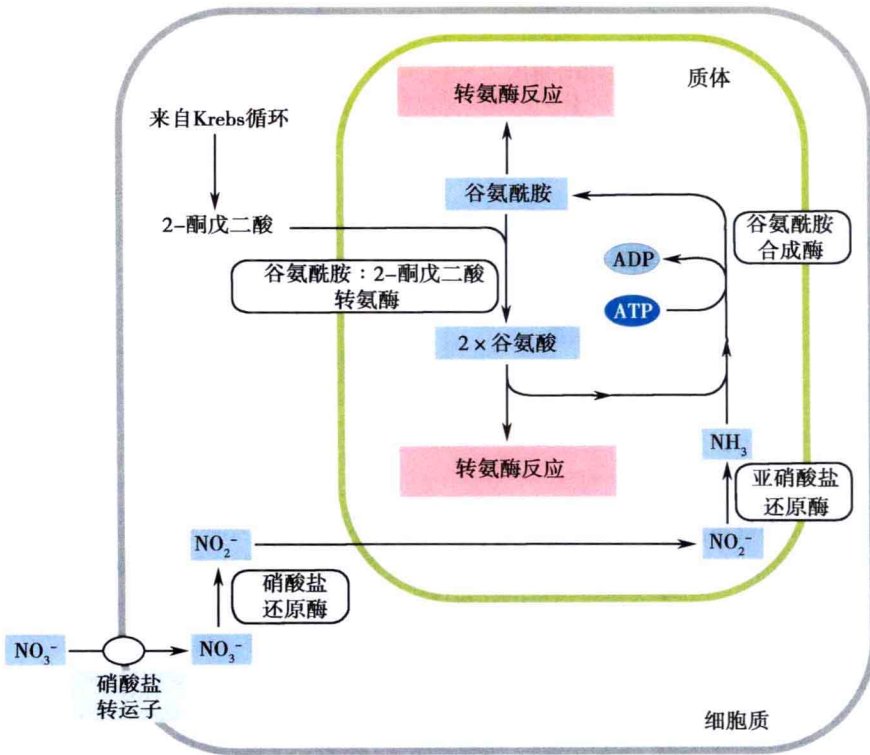 质体
转氨酶反应
来自Krebs循环
谷氨酰胺
2-酮戊二酸
谷氨酰胺
合成酶
ADP
谷氨酰胺:2-酮戊二酸
转氨酶
ATP
2×谷氨酸
NH₃
转氨酶反应
亚硝酸盐
还原酶
NO₂⁻
NO₂⁻
硝酸盐
还原酶
NO₃⁻
NO₃⁻
硝酸盐
转运子
细胞质